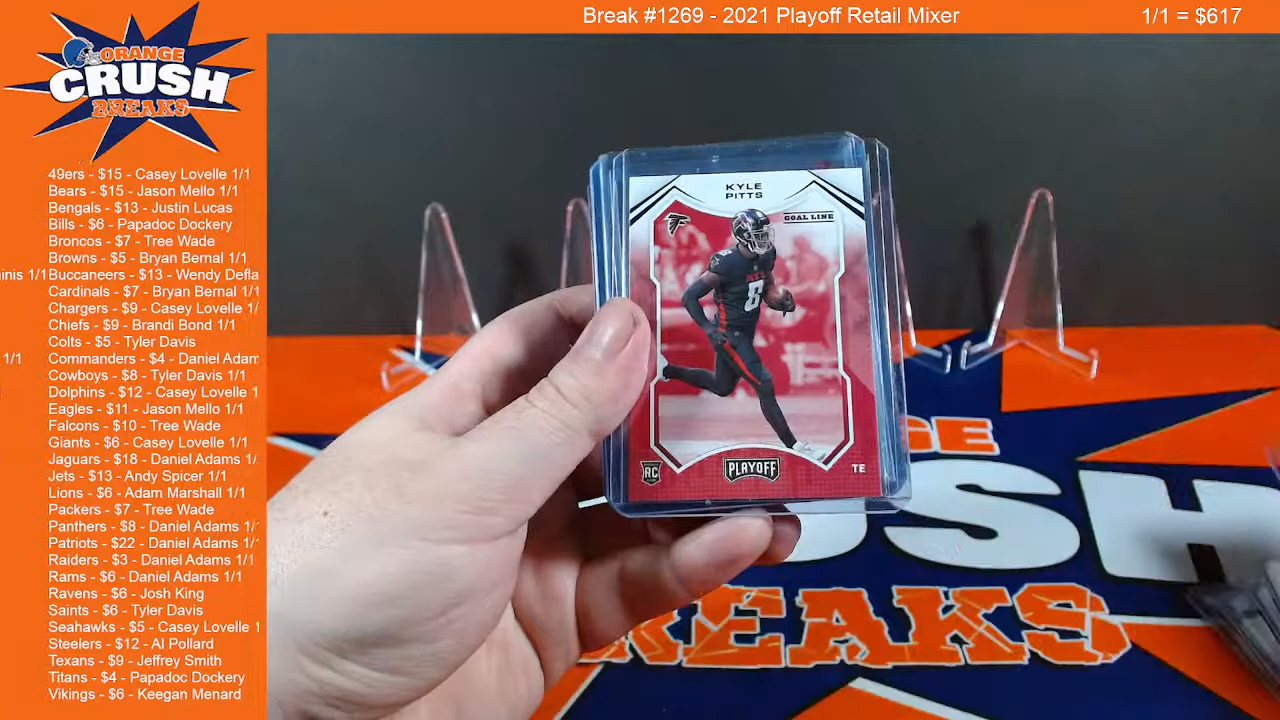 Break #1269 - 2021 Playoff Retail Mixer
1/1 = $617
ORANGE
CRUSH
BREAKS
49ers - $15 - Casey Lovelle 1/1
Bears - $15 - Jason Mello 1/1
Bengals - $13 - Justin Lucas
Bills - $6 - Papadoc Dockery
Broncos - $7 - Tree Wade
Browns - $5 - Bryan Bernal 1/1
inis 1/1 Buccaneers - $13 - Wendy Defla
Cardinals - $7 - Bryan Bernal 1/1
Chargers - $9 - Casey Lovelle 1/
Chiefs - $9 - Brandi Bond 1/1
Colts - $5 - Tyler Davis
1/1 Commanders - $4 - Daniel Adam
Cowboys - $8 - Tyler Davis 1/1
Dolphins - $12 - Casey Lovelle 1
Eagles - $11 - Jason Mello 1/1
Falcons - $10 - Tree Wade
Giants - $6 - Casey Lovelle 1/1
Jaguars - $18 - Daniel Adams 1/
Jets - $13 - Andy Spicer 1/1
Lions - $6 - Adam Marshall 1/1
Packers - $7 - Tree Wade
Panthers - $8 - Daniel Adams 1/
Patriots - $22 - Daniel Adams 1/
Raiders - $3 - Daniel Adams 1/1
Rams - $6 - Daniel Adams 1/1
Ravens - $6 - Josh King
Saints - $6 - Tyler Davis
Seahawks - $5 - Casey Lovelle 1
Steelers - $12 - Al Pollard
Texans - $9 - Jeffrey Smith
Titans - $4 - Papadoc Dockery
Vikings - $6 - Keegan Menard
KYLE
PITTS
GOAL LINE
8
RC
PLAYOFF
TE
GE
USH
REAKS